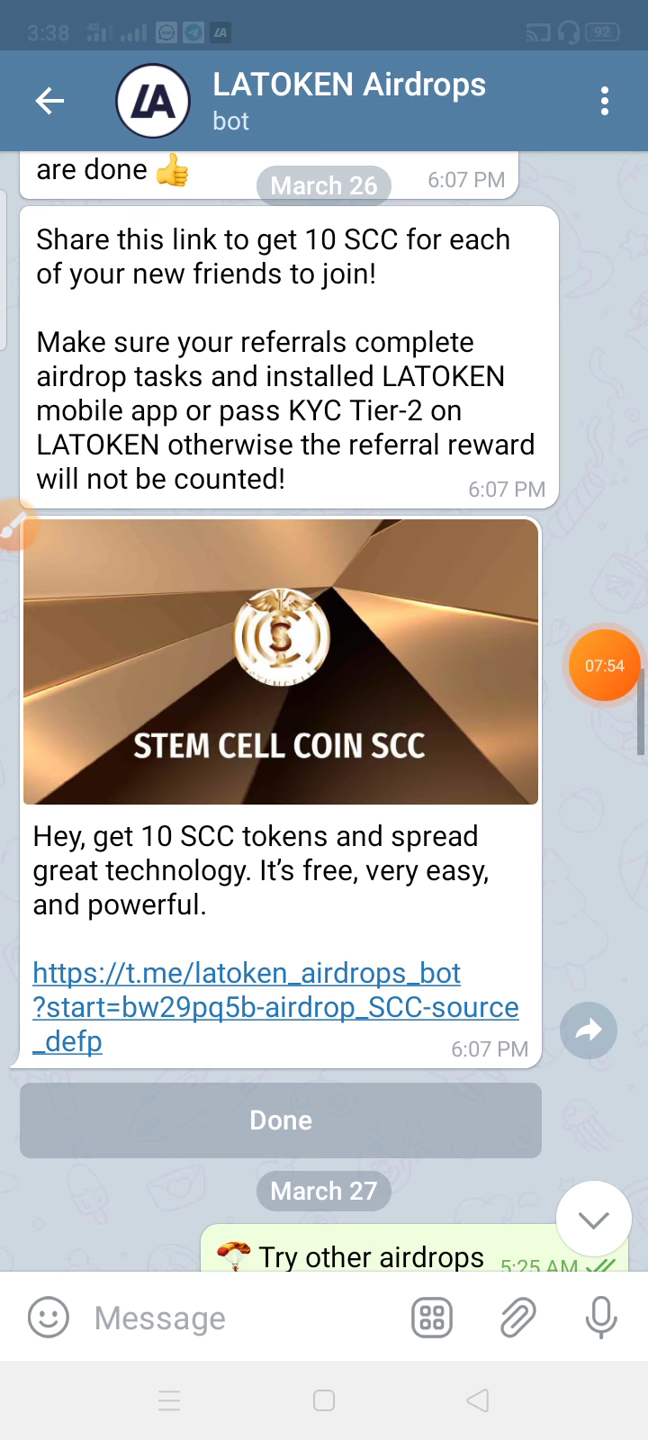 3:38 4G LA 92
LA LATOKEN Airdrops
bot
are done 👍 6:07 PM
March 26
Share this link to get 10 SCC for each
of your new friends to join!
Make sure your referrals complete
airdrop tasks and installed LATOKEN
mobile app or pass KYC Tier-2 on
LATOKEN otherwise the referral reward
will not be counted!
6:07 PM
07:54
STEM CELL COIN SCC
Hey, get 10 SCC tokens and spread
great technology. It’s free, very easy,
and powerful.
https://t.me/latoken_airdrops_bot
?start=bw29pq5b-airdrop_SCC-source
_defp
6:07 PM
Done
March 27
🪂 Try other airdrops 5:25 AM
Message